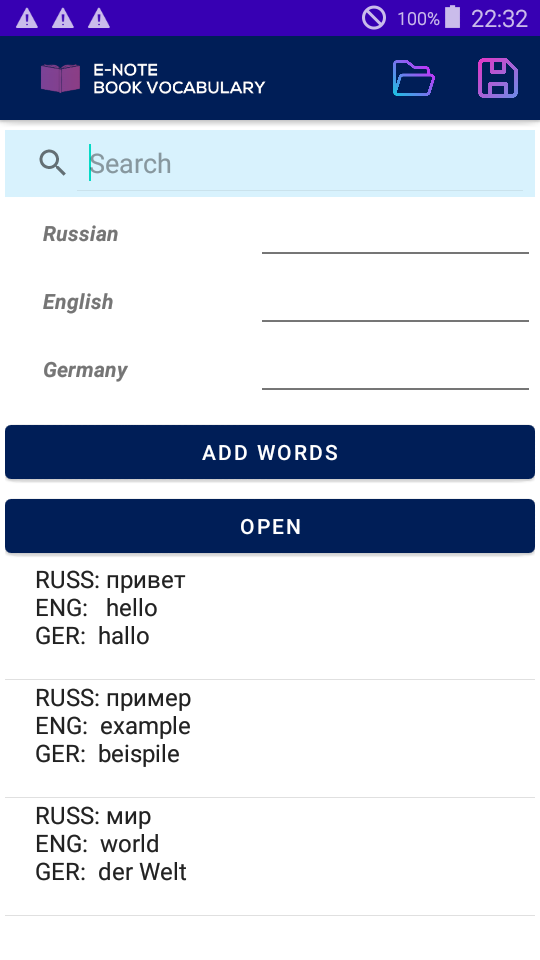 100% 22:32
E-NOTE
BOOK VOCABULARY
Search
Russian
English
Germany
ADD WORDS
OPEN
RUSS: привет
ENG: hello
GER: hallo
RUSS: пример
ENG: example
GER: beispile
RUSS: мир
ENG: world
GER: der Welt